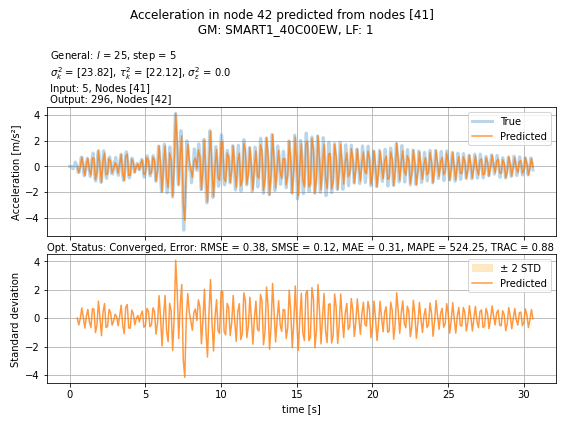 Acceleration in node 42 predicted from nodes [41]
GM: SMART1_40C00EW, LF: 1
General: l = 25, step = 5
σ²ₖ = [23.82], τ²ₖ = [22.12], σ²ε = 0.0
Input: 5, Nodes [41]
Output: 296, Nodes [42]
Acceleration [m/s²]
4
2
0
−2
−4
True
Predicted
Opt. Status: Converged, Error: RMSE = 0.38, SMSE = 0.12, MAE = 0.31, MAPE = 524.25, TRAC = 0.88
Standard deviation
4
2
0
−2
−4
± 2 STD
Predicted
0 5 10 15 20 25 30
time [s]